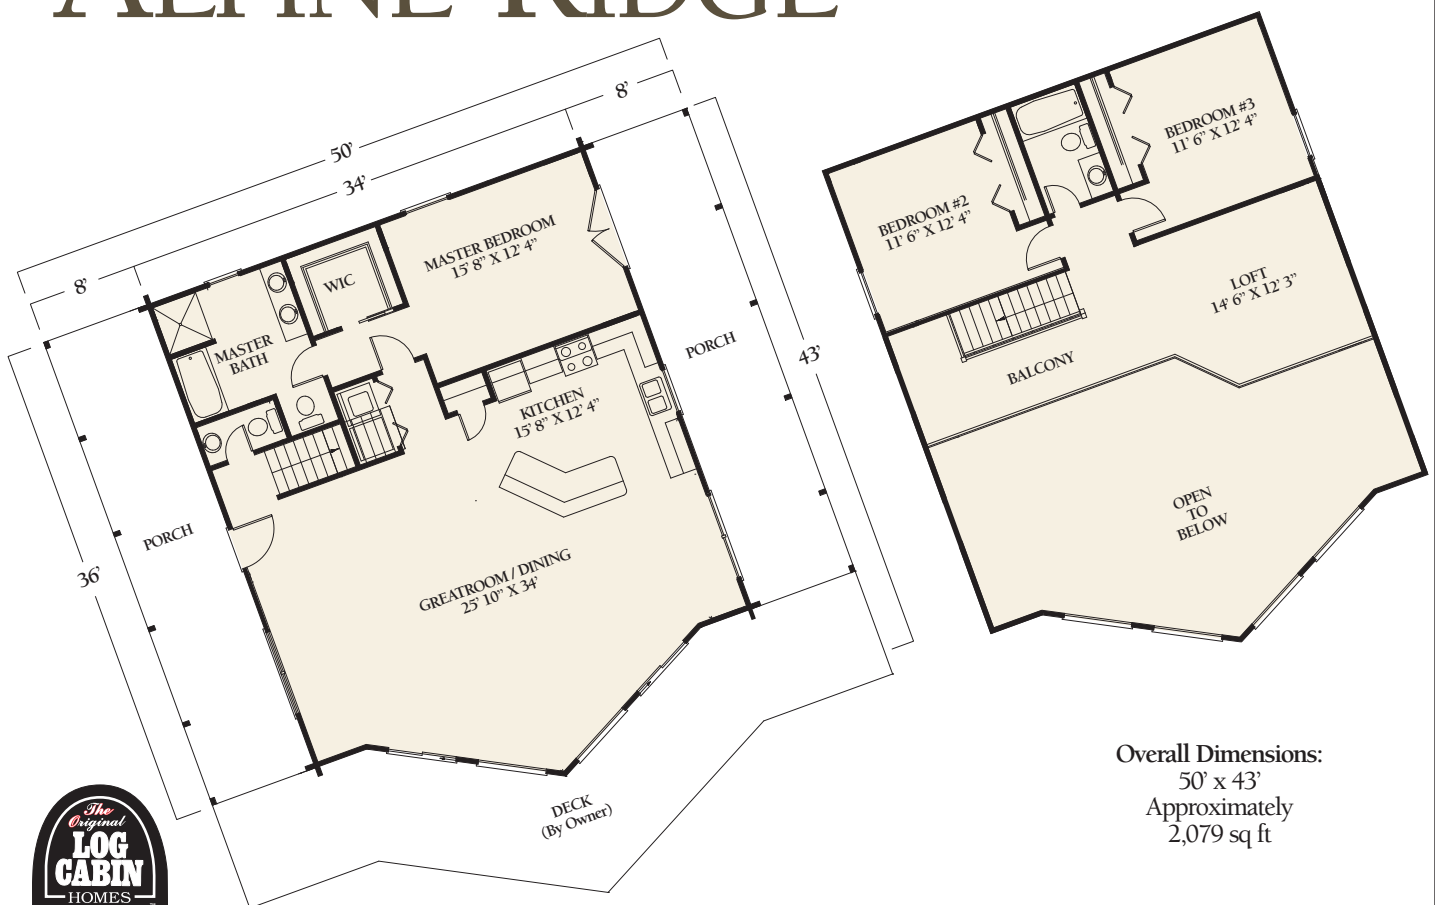 ALPINE RIDGE
50'
8'
34'
8'
MASTER BEDROOM
15' 8" X 12' 4"
WIC
MASTER
BATH
KITCHEN
15' 8" X 12' 4"
PORCH
43'
PORCH
36'
GREATROOM / DINING
25' 10" X 34'
DECK
(By Owner)
BEDROOM #3
11' 6" X 12' 4"
BEDROOM #2
11' 6" X 12' 4"
LOFT
14' 6" X 12' 3"
BALCONY
OPEN
TO
BELOW
Overall Dimensions:
50' x 43'
Approximately
2,079 sq ft
The
Original
LOG
CABIN
HOMES